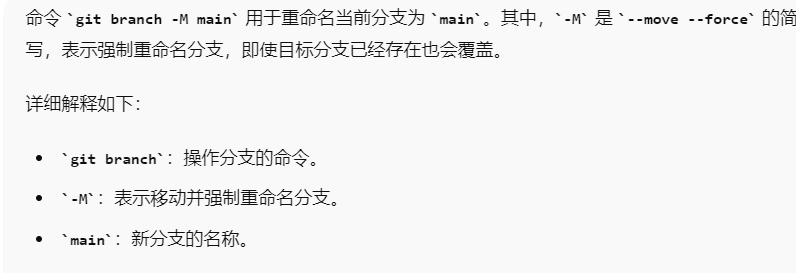 命令 `git branch -M main` 用于重命名当前分支为 `main`。其中，`-M` 是 `--move --force` 的简
写，表示强制重命名分支，即使目标分支已经存在也会覆盖。
详细解释如下：
• `git branch`：操作分支的命令。
• `-M`：表示移动并强制重命名分支。
• `main`：新分支的名称。